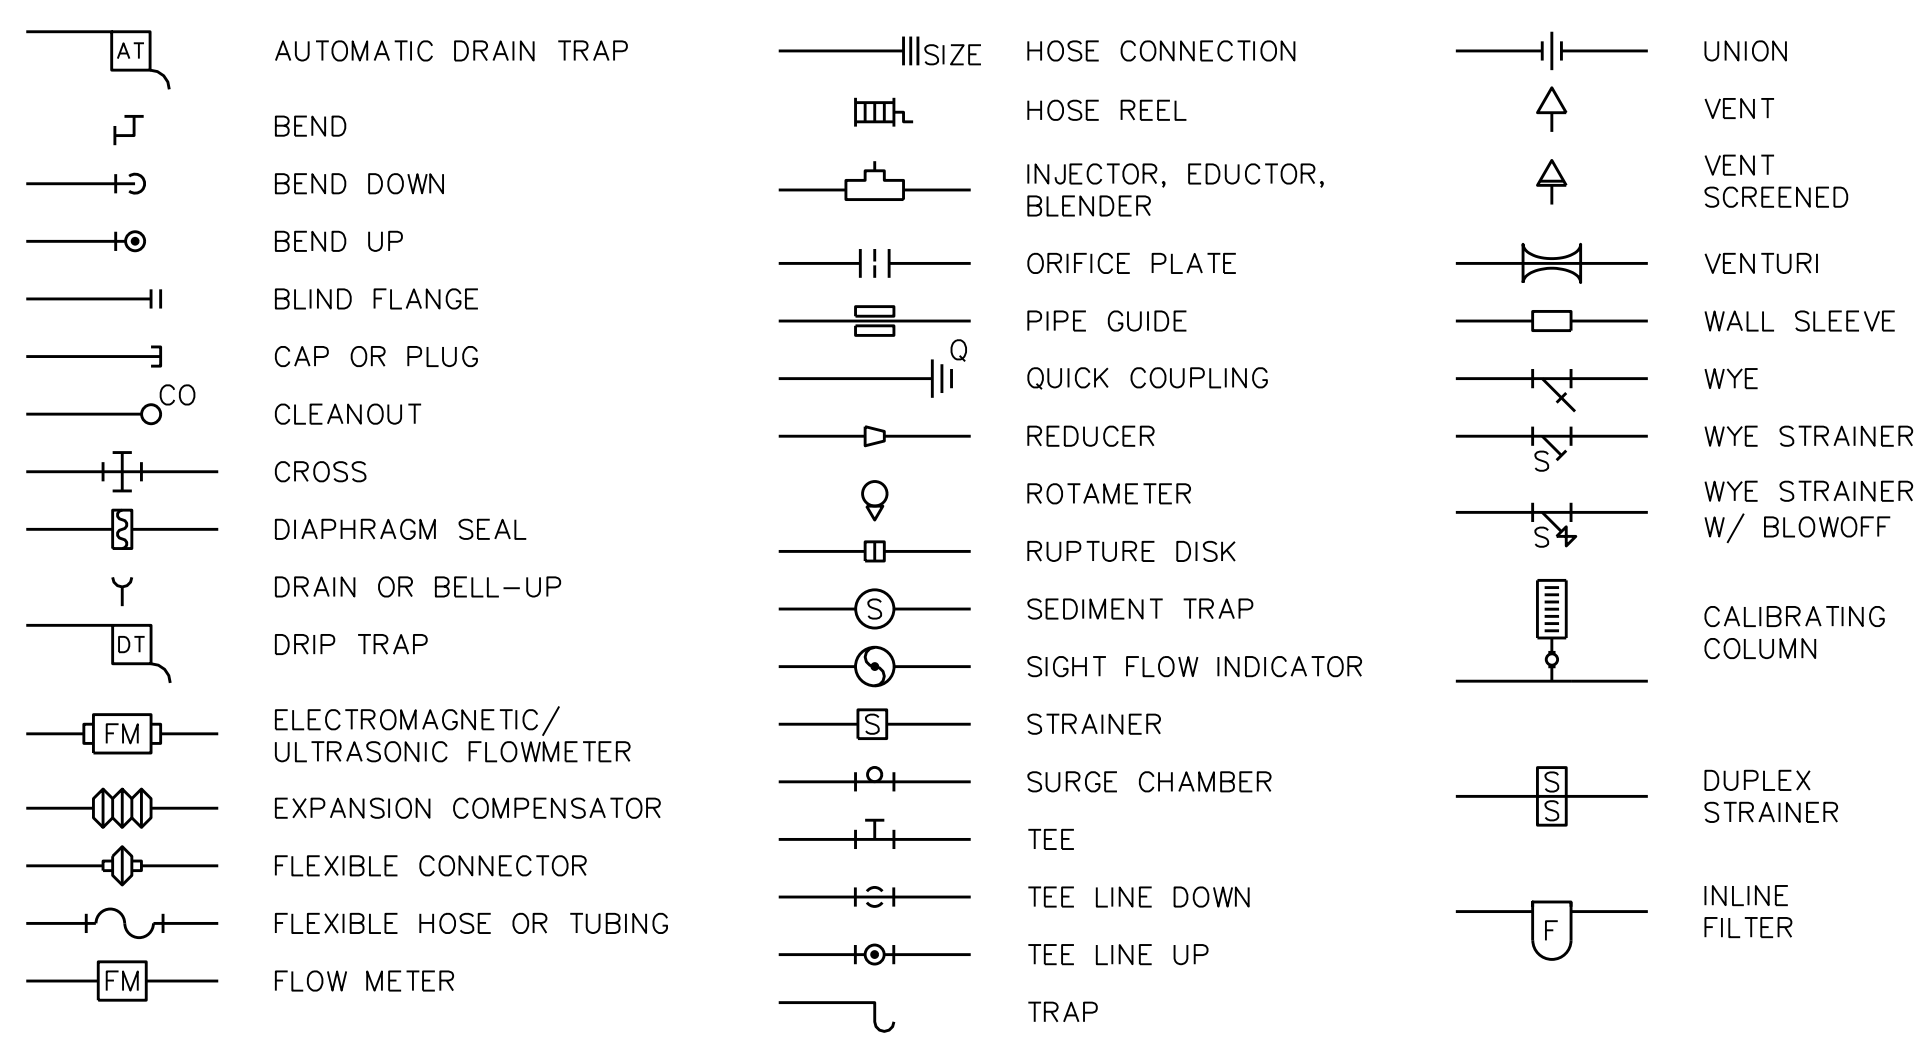 AT
AUTOMATIC DRAIN TRAP
BEND
BEND DOWN
BEND UP
BLIND FLANGE
CAP OR PLUG
CO
CLEANOUT
CROSS
DIAPHRAGM SEAL
DRAIN OR BELL-UP
DT
DRIP TRAP
FM
ELECTROMAGNETIC/
ULTRASONIC FLOWMETER
EXPANSION COMPENSATOR
FLEXIBLE CONNECTOR
FLEXIBLE HOSE OR TUBING
FM
FLOW METER
SIZE
HOSE CONNECTION
HOSE REEL
INJECTOR, EDUCTOR,
BLENDER
ORIFICE PLATE
PIPE GUIDE
Q
QUICK COUPLING
REDUCER
ROTAMETER
RUPTURE DISK
S
SEDIMENT TRAP
SIGHT FLOW INDICATOR
S
STRAINER
SURGE CHAMBER
TEE
TEE LINE DOWN
TEE LINE UP
TRAP
UNION
VENT
VENT
SCREENED
VENTURI
WALL SLEEVE
WYE
S
WYE STRAINER
S
WYE STRAINER
W/ BLOWOFF
CALIBRATING
COLUMN
S
S
DUPLEX
STRAINER
F
INLINE
FILTER